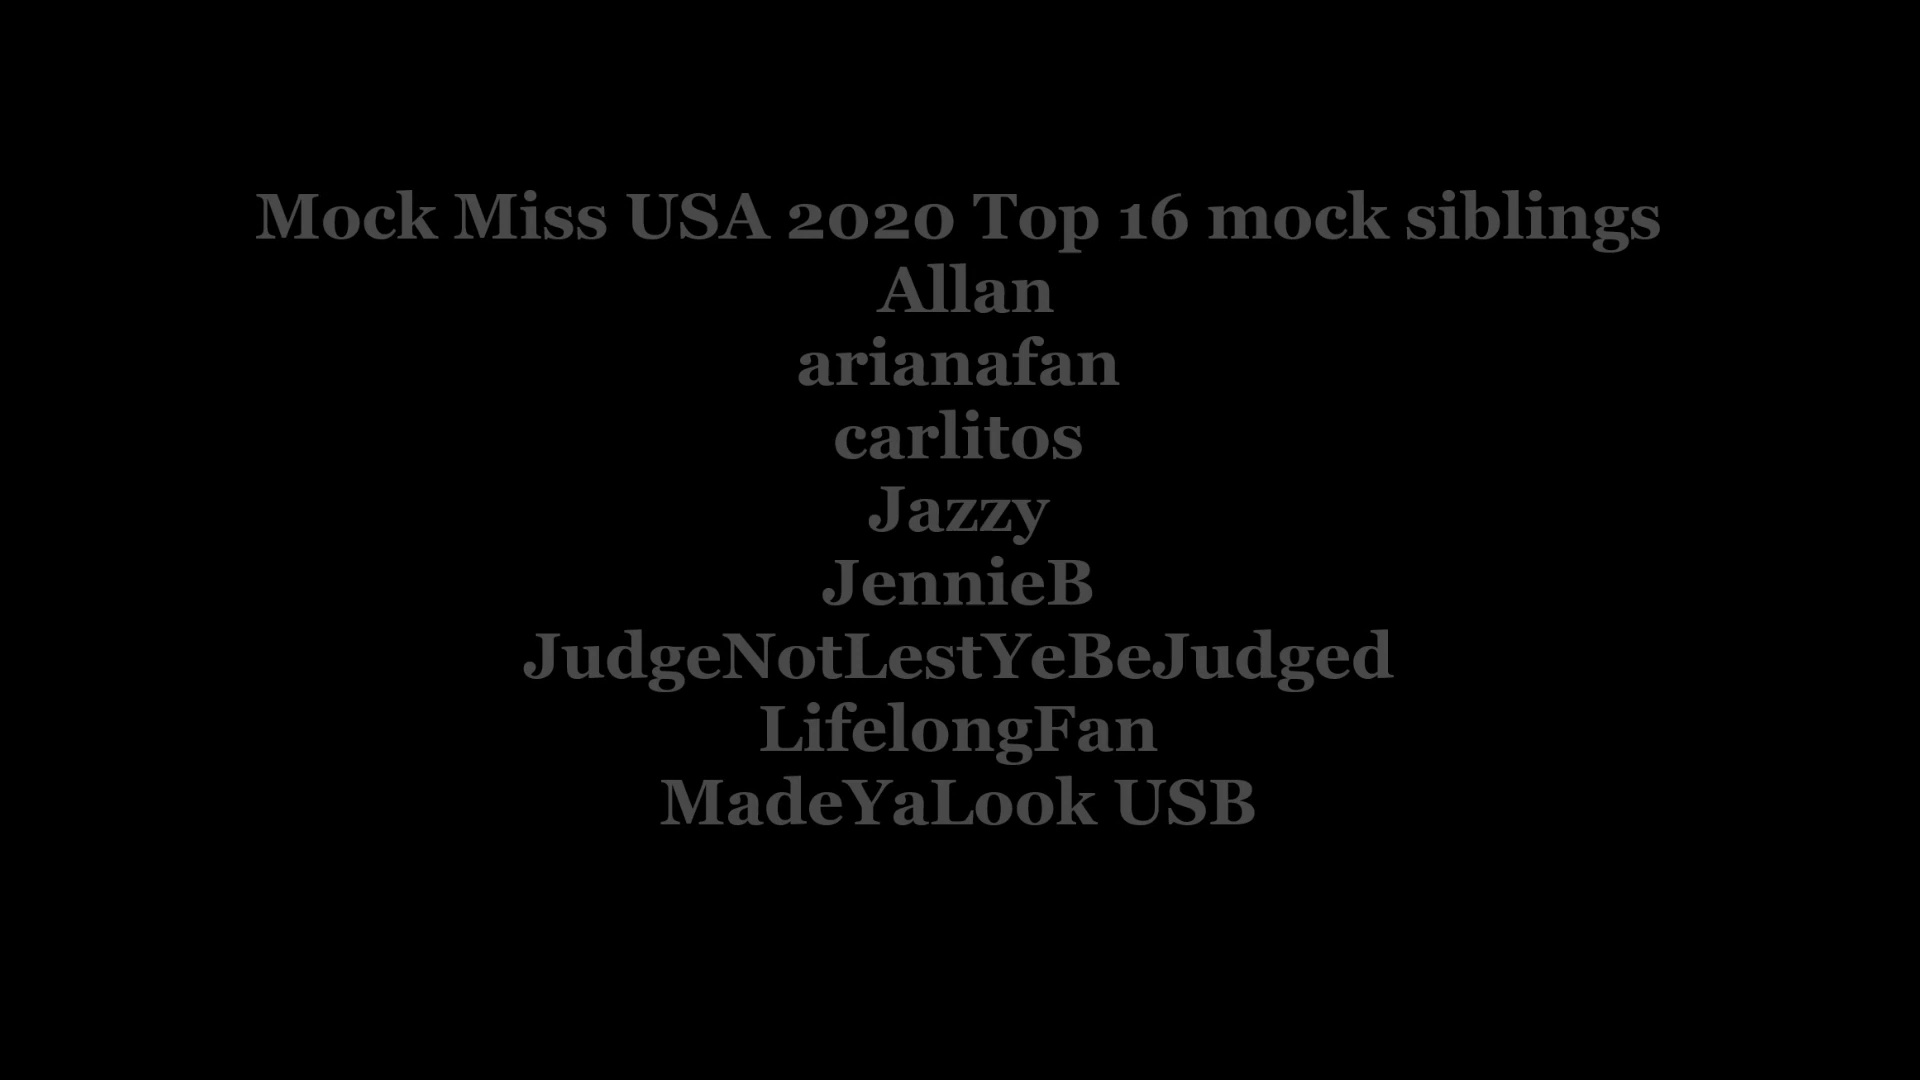 Mock Miss USA 2020 Top 16 mock siblings
Allan
arianafan
carlitos
Jazzy
JennieB
JudgeNotLestYeBeJudged
LifelongFan
MadeYaLook USB